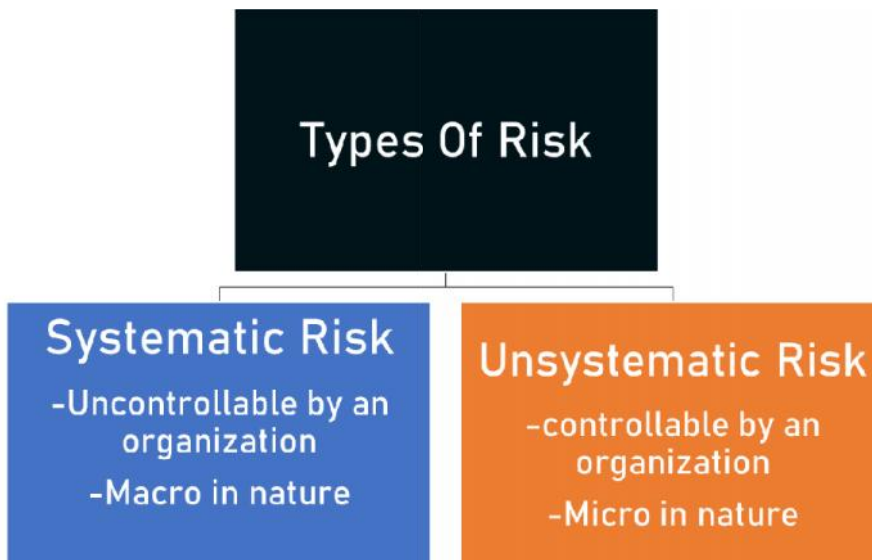 Types Of Risk
Systematic Risk
-Uncontrollable by an
organization
-Macro in nature
Unsystematic Risk
-controllable by an
organization
-Micro in nature